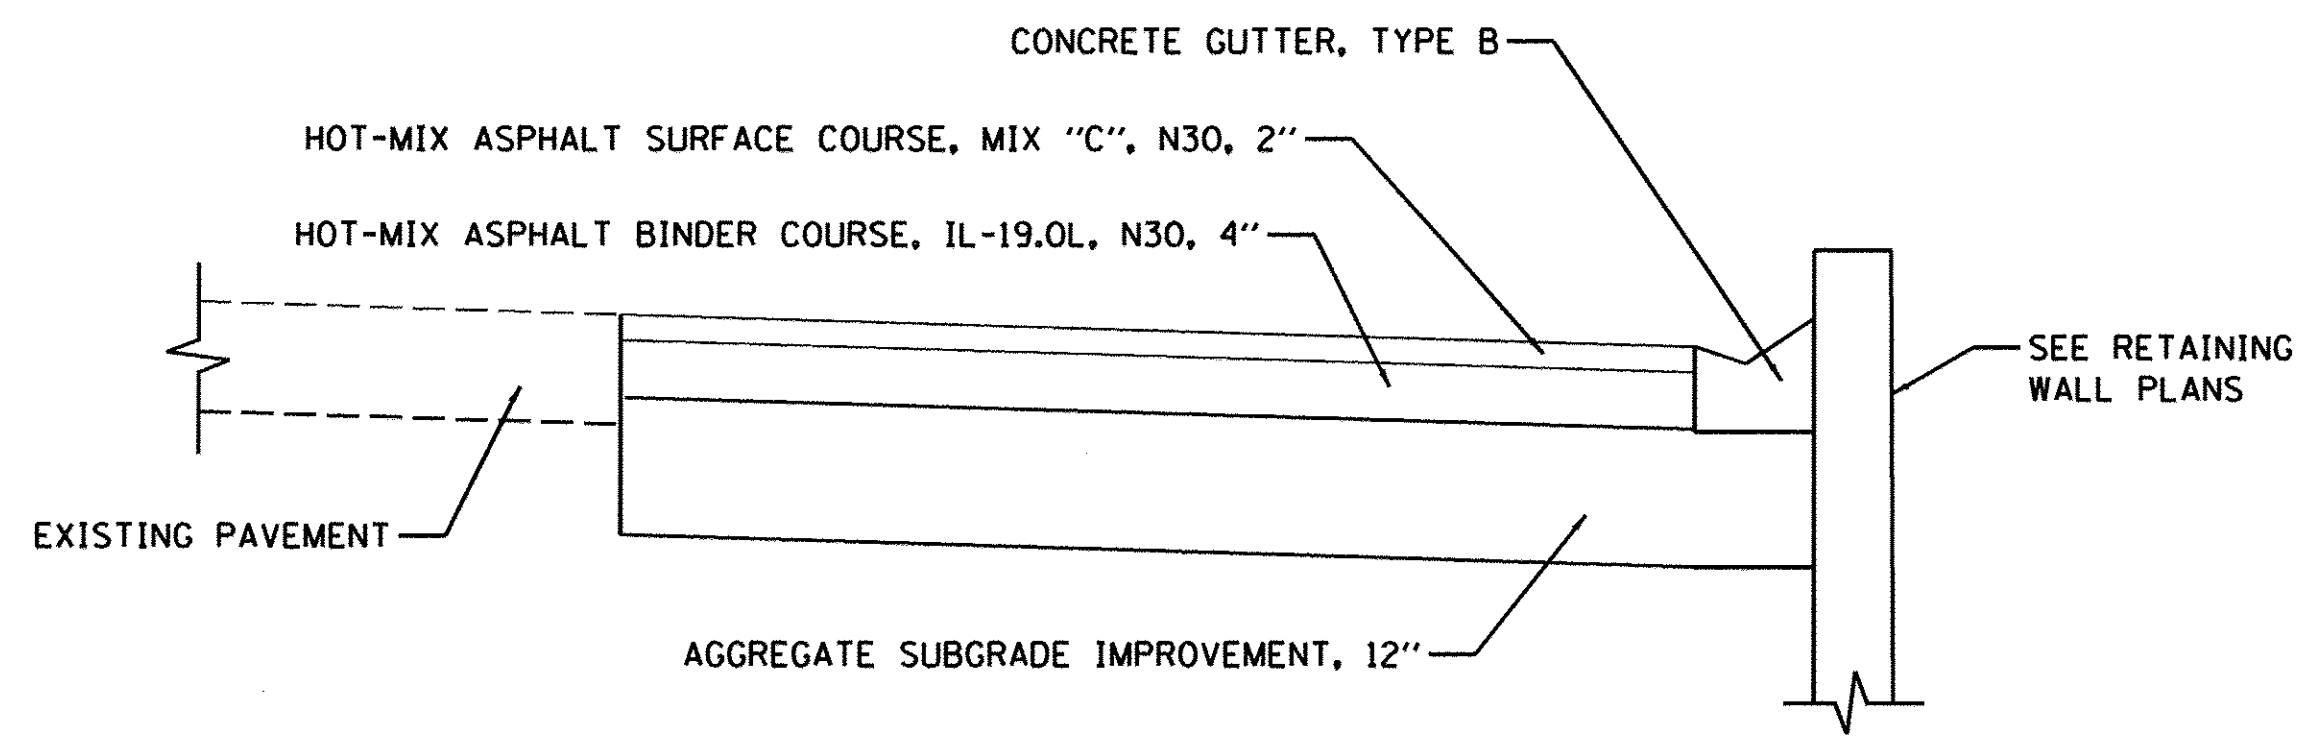 CONCRETE GUTTER, TYPE B
HOT-MIX ASPHALT SURFACE COURSE, MIX "C", N30, 2"
HOT-MIX ASPHALT BINDER COURSE, IL-19.0L, N30, 4"
SEE RETAINING
WALL PLANS
EXISTING PAVEMENT
AGGREGATE SUBGRADE IMPROVEMENT, 12"